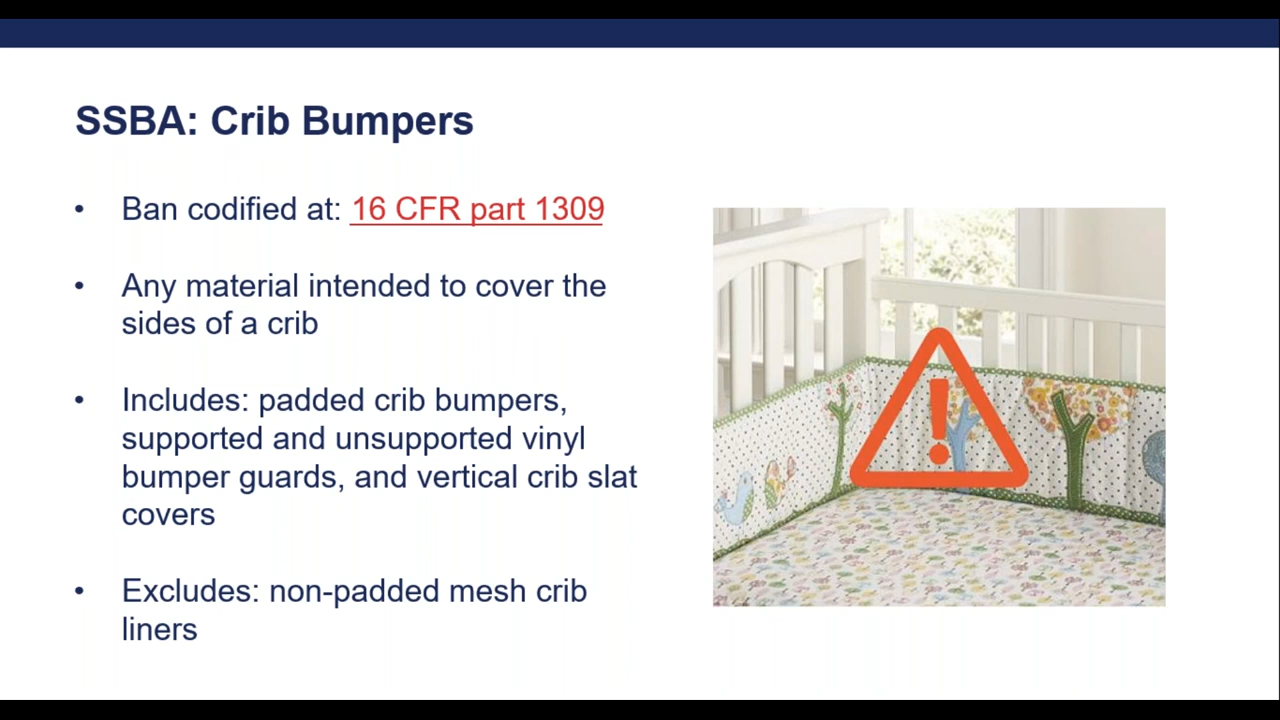 SSBA: Crib Bumpers
• Ban codified at: 16 CFR part 1309
• Any material intended to cover the
sides of a crib
• Includes: padded crib bumpers,
supported and unsupported vinyl
bumper guards, and vertical crib slat
covers
• Excludes: non-padded mesh crib
liners